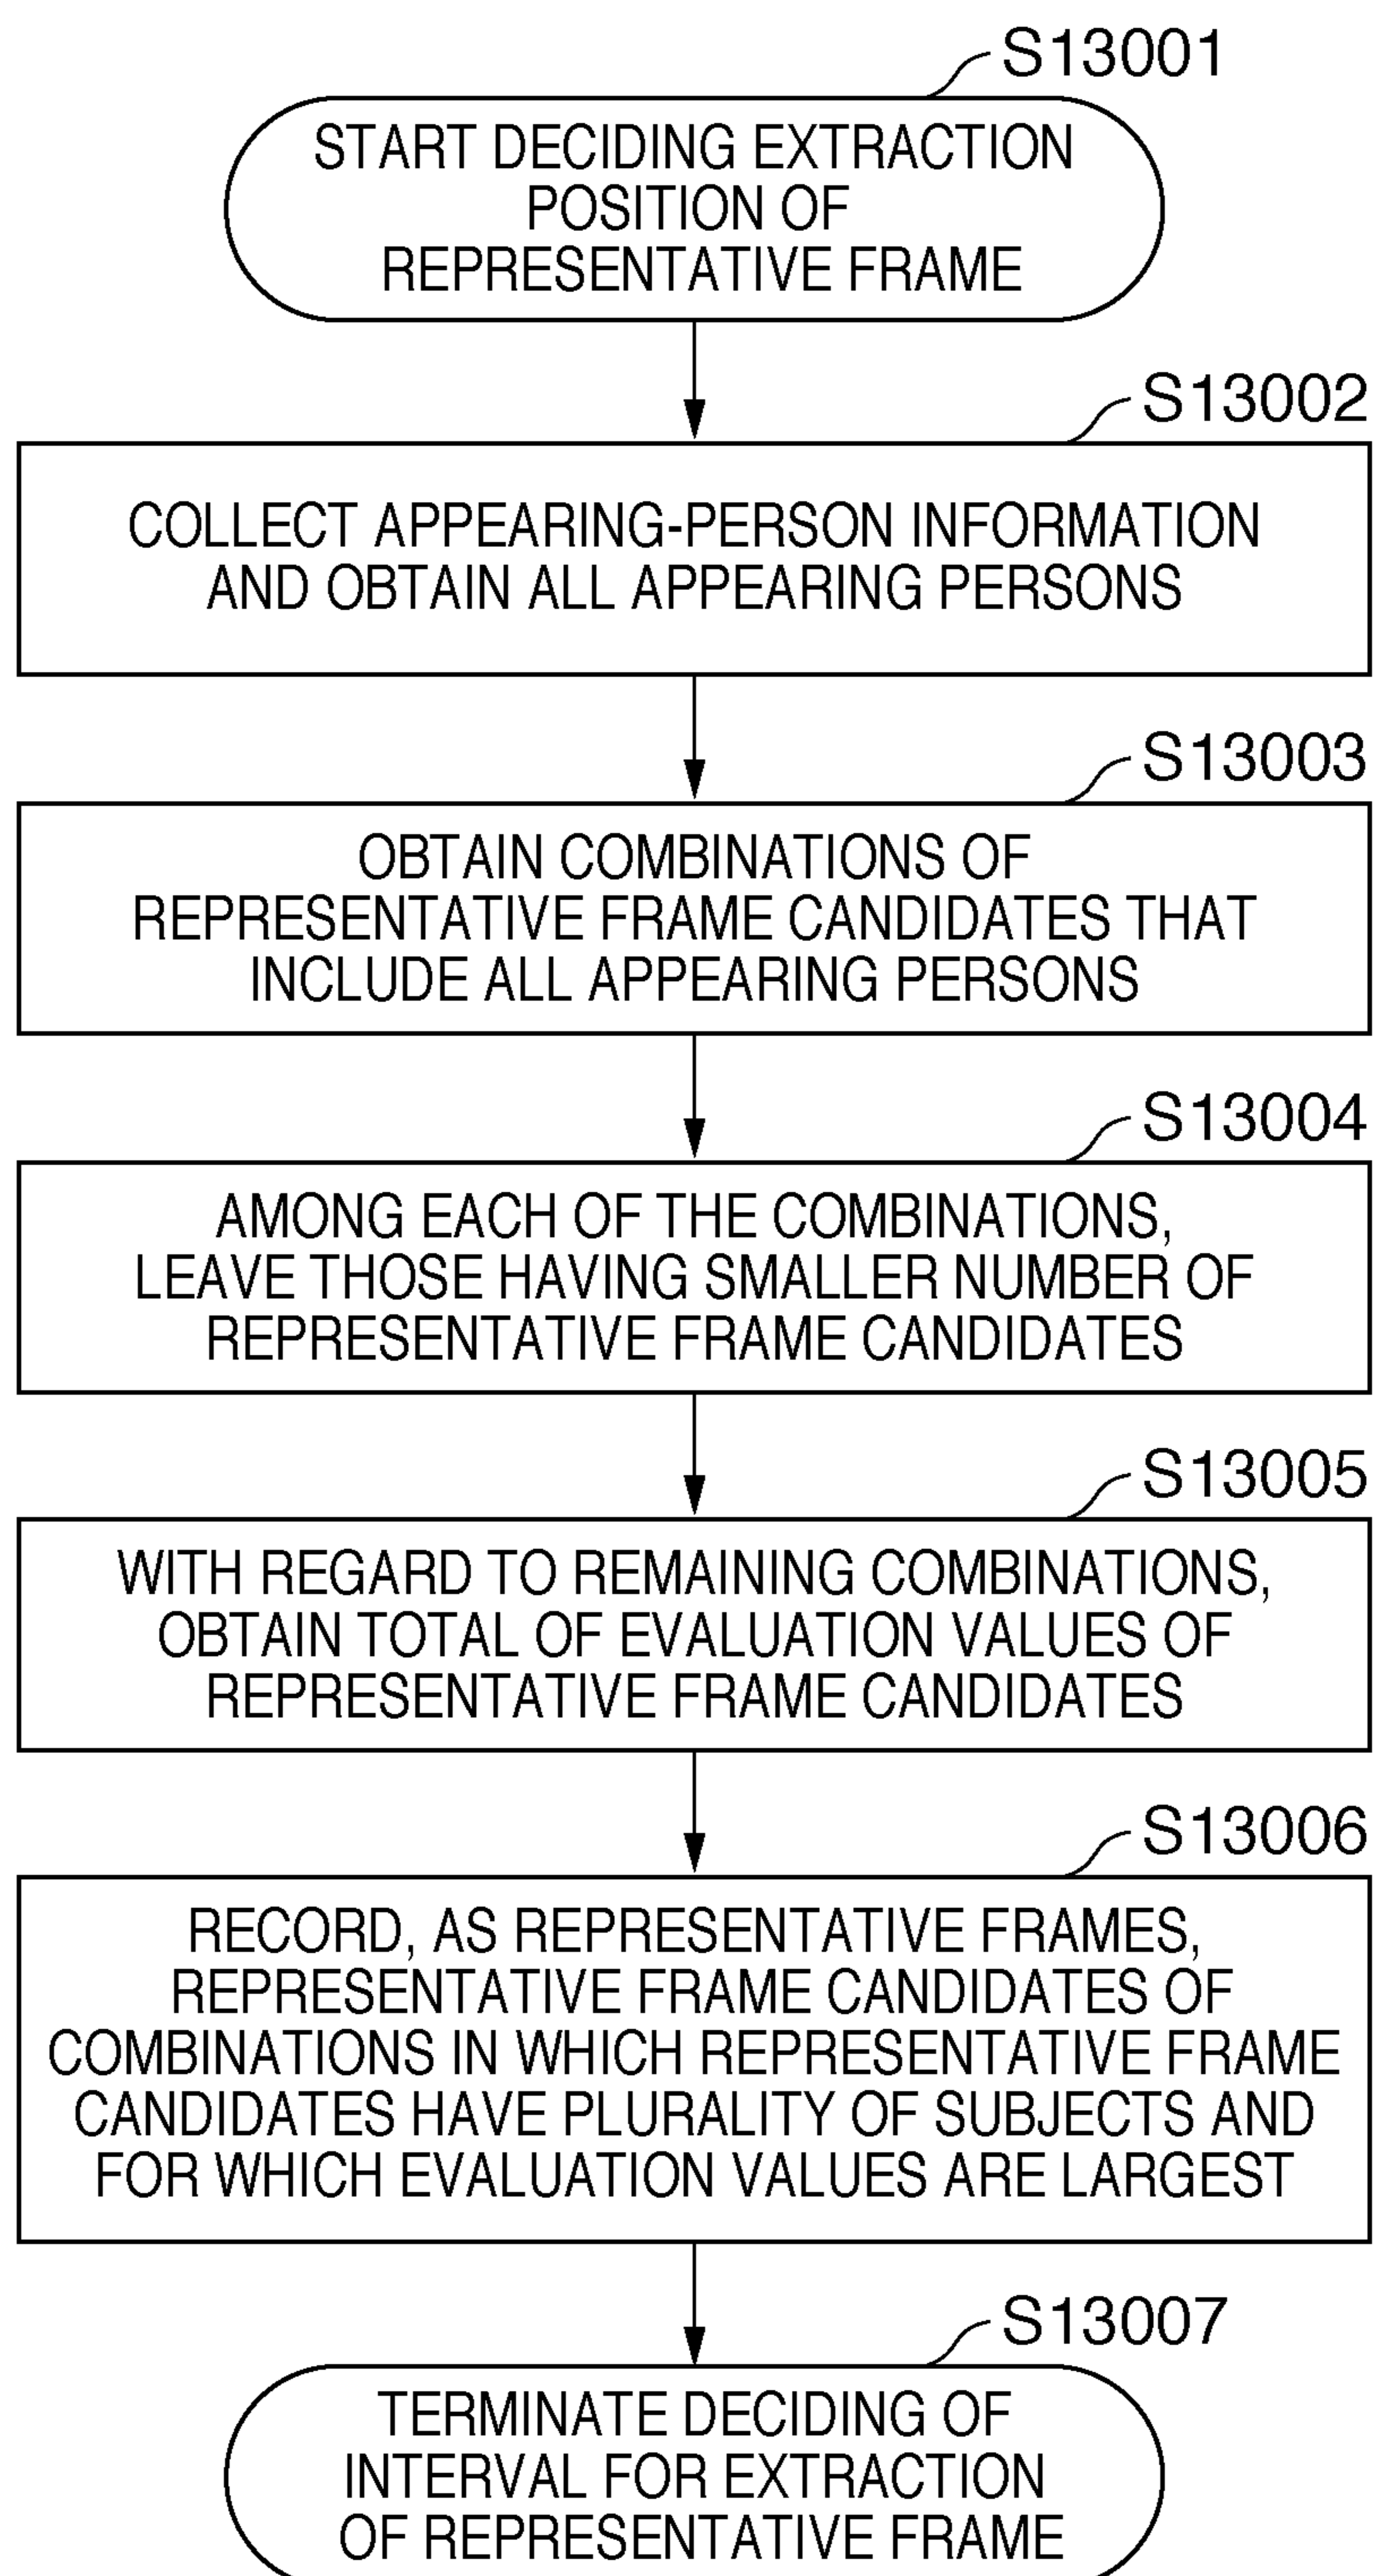 S13001
START DECIDING EXTRACTION
POSITION OF
REPRESENTATIVE FRAME
S13002
COLLECT APPEARING-PERSON INFORMATION
AND OBTAIN ALL APPEARING PERSONS
S13003
OBTAIN COMBINATIONS OF
REPRESENTATIVE FRAME CANDIDATES THAT
INCLUDE ALL APPEARING PERSONS
S13004
AMONG EACH OF THE COMBINATIONS,
LEAVE THOSE HAVING SMALLER NUMBER OF
REPRESENTATIVE FRAME CANDIDATES
S13005
WITH REGARD TO REMAINING COMBINATIONS,
OBTAIN TOTAL OF EVALUATION VALUES OF
REPRESENTATIVE FRAME CANDIDATES
S13006
RECORD, AS REPRESENTATIVE FRAMES,
REPRESENTATIVE FRAME CANDIDATES OF
COMBINATIONS IN WHICH REPRESENTATIVE FRAME
CANDIDATES HAVE PLURALITY OF SUBJECTS AND
FOR WHICH EVALUATION VALUES ARE LARGEST
S13007
TERMINATE DECIDING OF
INTERVAL FOR EXTRACTION
OF REPRESENTATIVE FRAME